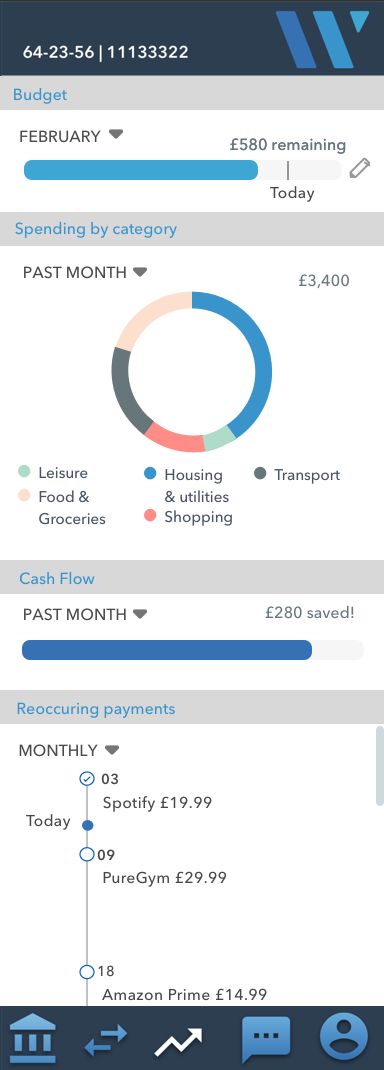 64-23-56 | 11133322
Budget
FEBRUARY
£580 remaining
Today
Spending by category
PAST MONTH
£3,400
Leisure
Food &
Groceries
Housing
& utilities
Shopping
Transport
Cash Flow
PAST MONTH
£280 saved!
Reoccuring payments
MONTHLY
03
Spotify £19.99
Today
09
PureGym £29.99
18
Amazon Prime £14.99